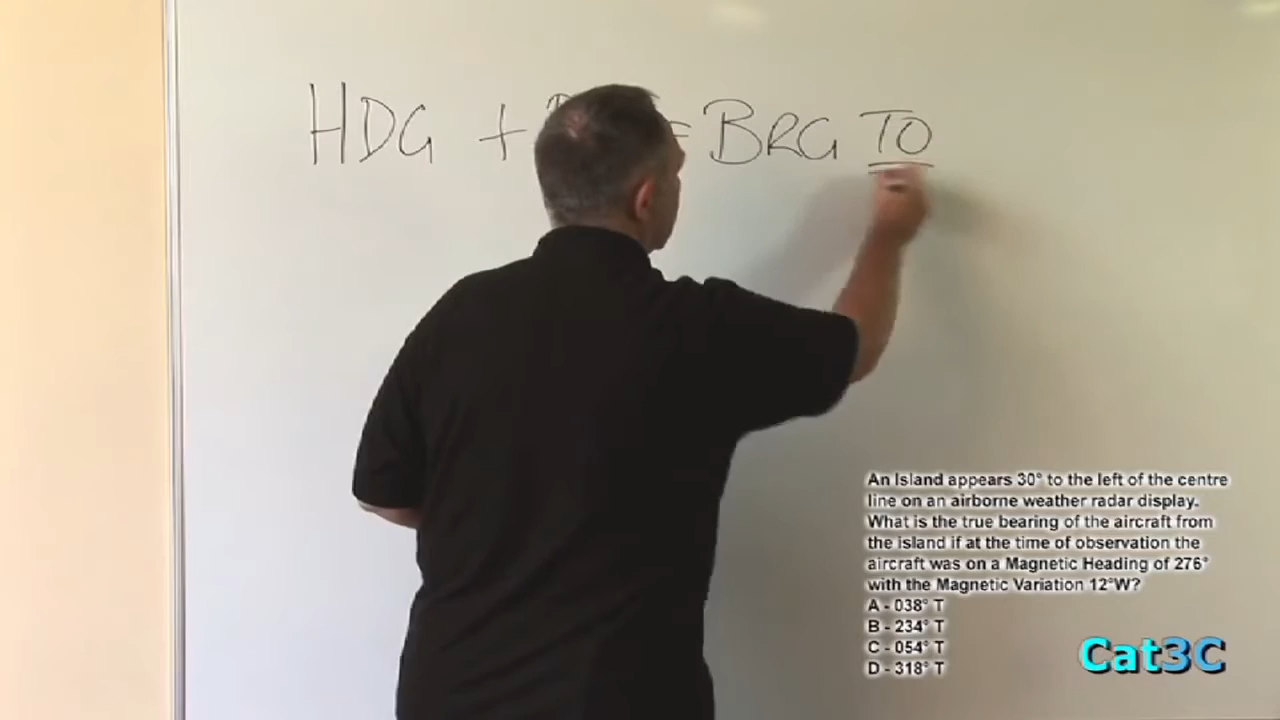 HDG + = BRG TO
An Island appears 30° to the left of the centre
line on an airborne weather radar display.
What is the true bearing of the aircraft from
the island if at the time of observation the
aircraft was on a Magnetic Heading of 276°
with the Magnetic Variation 12°W?
A - 038° T
B - 234° T
C - 054° T
D - 318° T
Cat3C